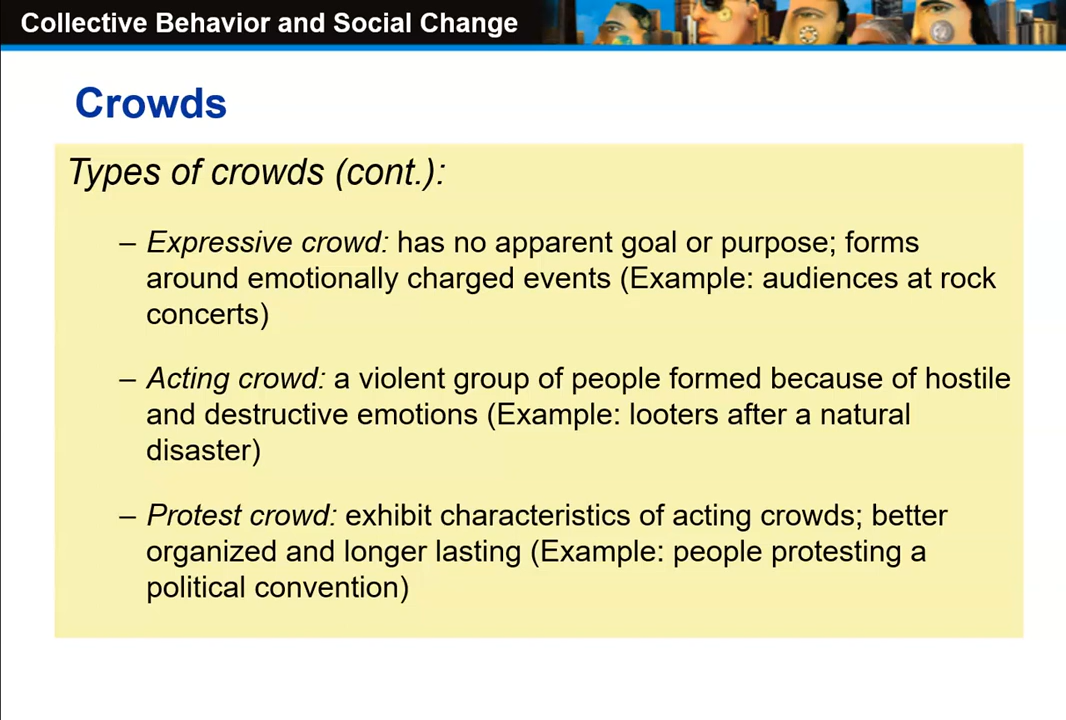 Collective Behavior and Social Change
Crowds
Types of crowds (cont.):
– Expressive crowd: has no apparent goal or purpose; forms
around emotionally charged events (Example: audiences at rock
concerts)
– Acting crowd: a violent group of people formed because of hostile
and destructive emotions (Example: looters after a natural
disaster)
– Protest crowd: exhibit characteristics of acting crowds; better
organized and longer lasting (Example: people protesting a
political convention)